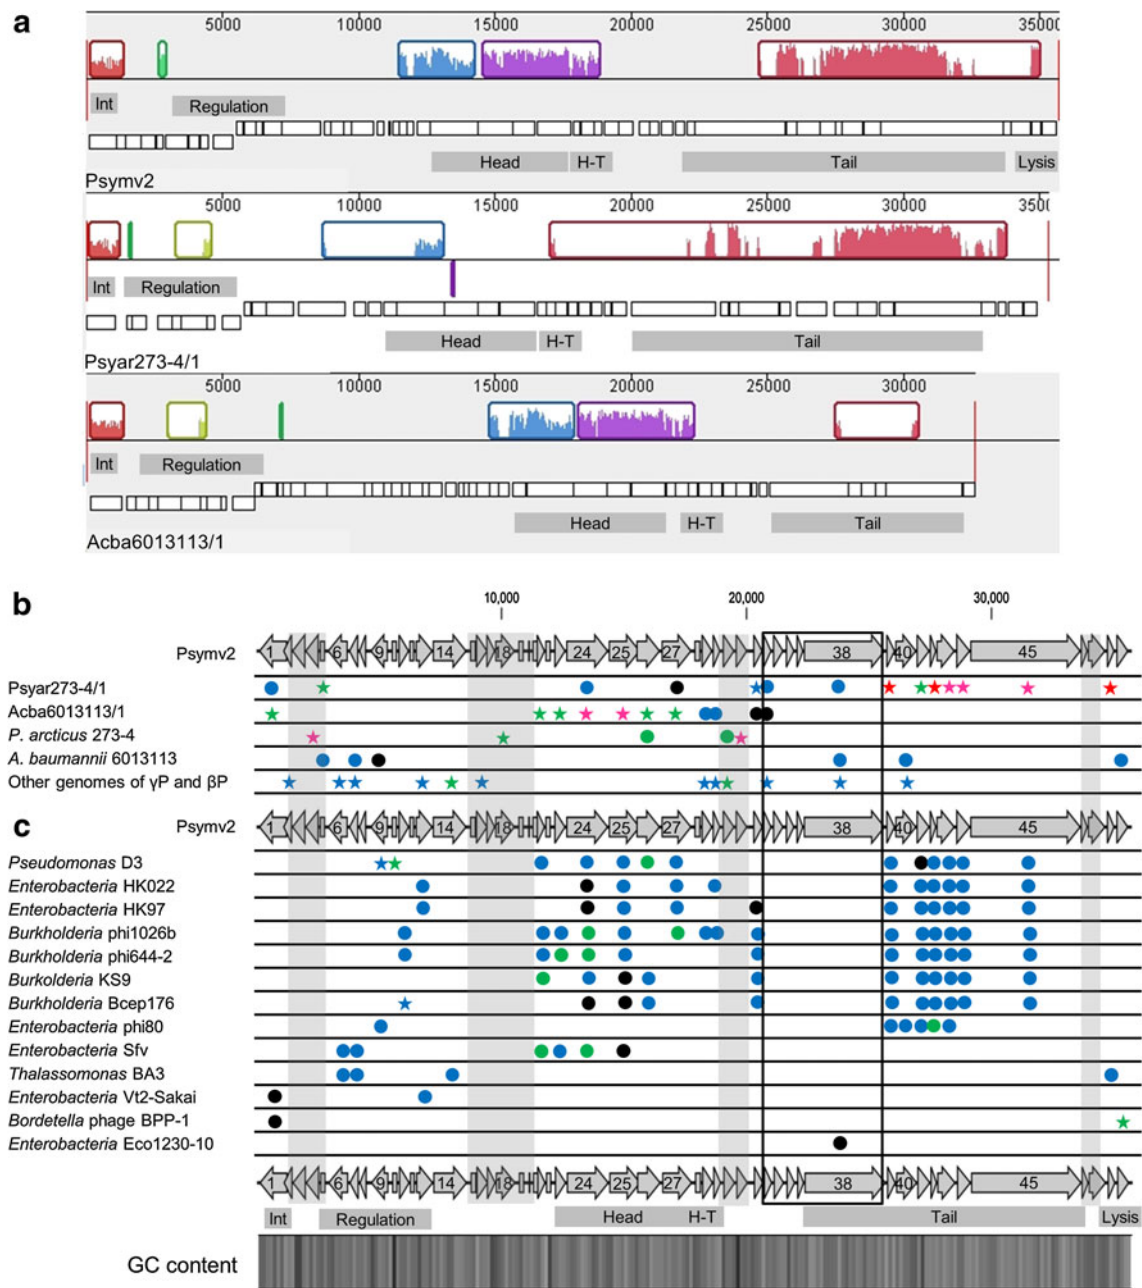 a
5000 10000 15000 20000 25000 30000 3500
Int Regulation
Head H-T Tail Lysis
Psymv2
5000 10000 15000 20000 25000 30000 3500
Int Regulation
Head H-T Tail
Psyar273-4/1
5000 10000 15000 20000 25000 30000
Int Regulation
Head H-T Tail
Acba6013113/1
b
10,000 20,000 30,000
Psymv2 1 6 9 14 18 24 25 27 38 40 45
Psyar273-4/1
Acba6013113/1
P. arcticus 273-4
A. baumannii 6013113
Other genomes of γP and βP
c
Psymv2 1 6 9 14 18 24 25 27 38 40 45
Pseudomonas D3
Enterobacteria HK022
Enterobacteria HK97
Burkholderia phi1026b
Burkholderia phi644-2
Burkolderia KS9
Burkholderia Bcep176
Enterobacteria phi80
Enterobacteria Sfv
Thalassomonas BA3
Enterobacteria Vt2-Sakai
Bordetella phage BPP-1
Enterobacteria Eco1230-10
1 6 9 14 18 24 25 27 38 40 45
Int Regulation Head H-T Tail Lysis
GC content